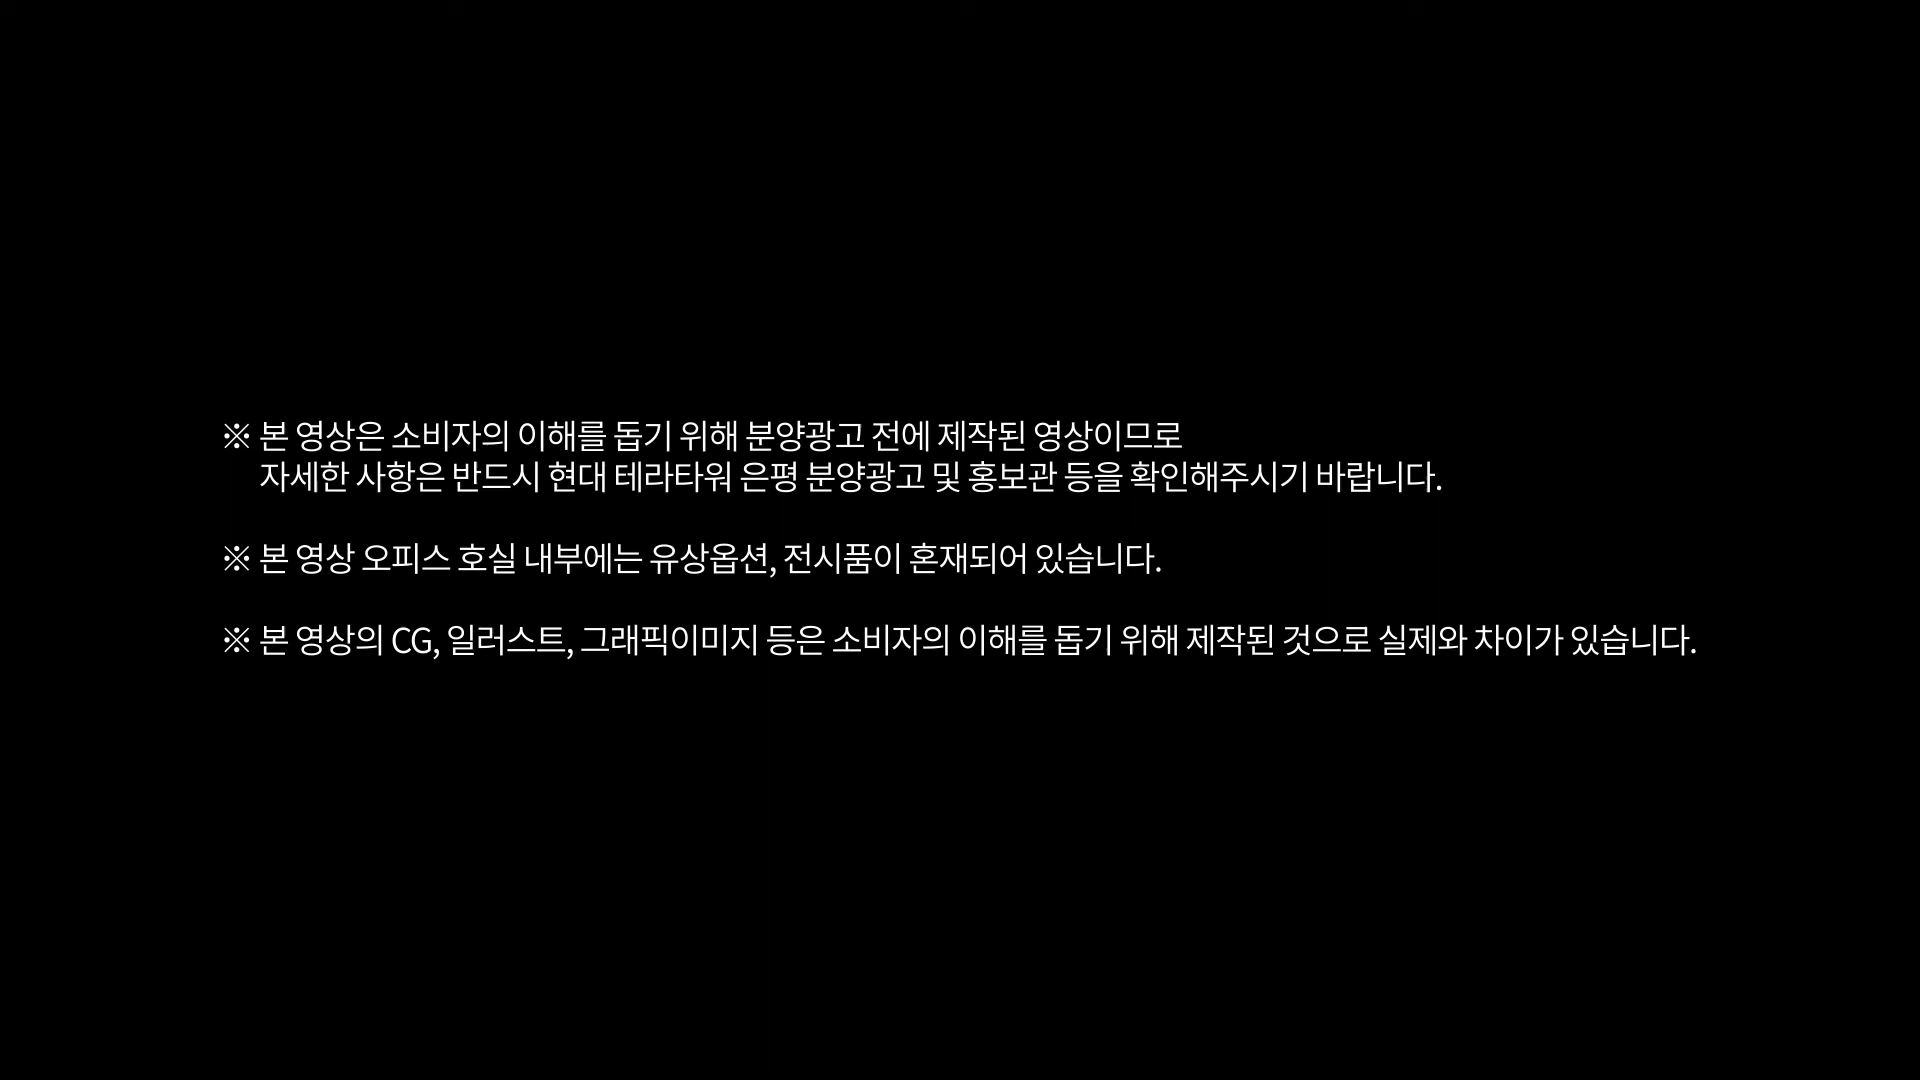 ※ 본 영상은 소비자의 이해를 돕기 위해 분양광고 전에 제작된 영상이므로
자세한 사항은 반드시 현대 테라타워 은평 분양광고 및 홍보관 등을 확인해주시기 바랍니다.
※ 본 영상 오피스 호실 내부에는 유상옵션, 전시품이 혼재되어 있습니다.
※ 본 영상의 CG, 일러스트, 그래픽이미지 등은 소비자의 이해를 돕기 위해 제작된 것으로 실제와 차이가 있습니다.